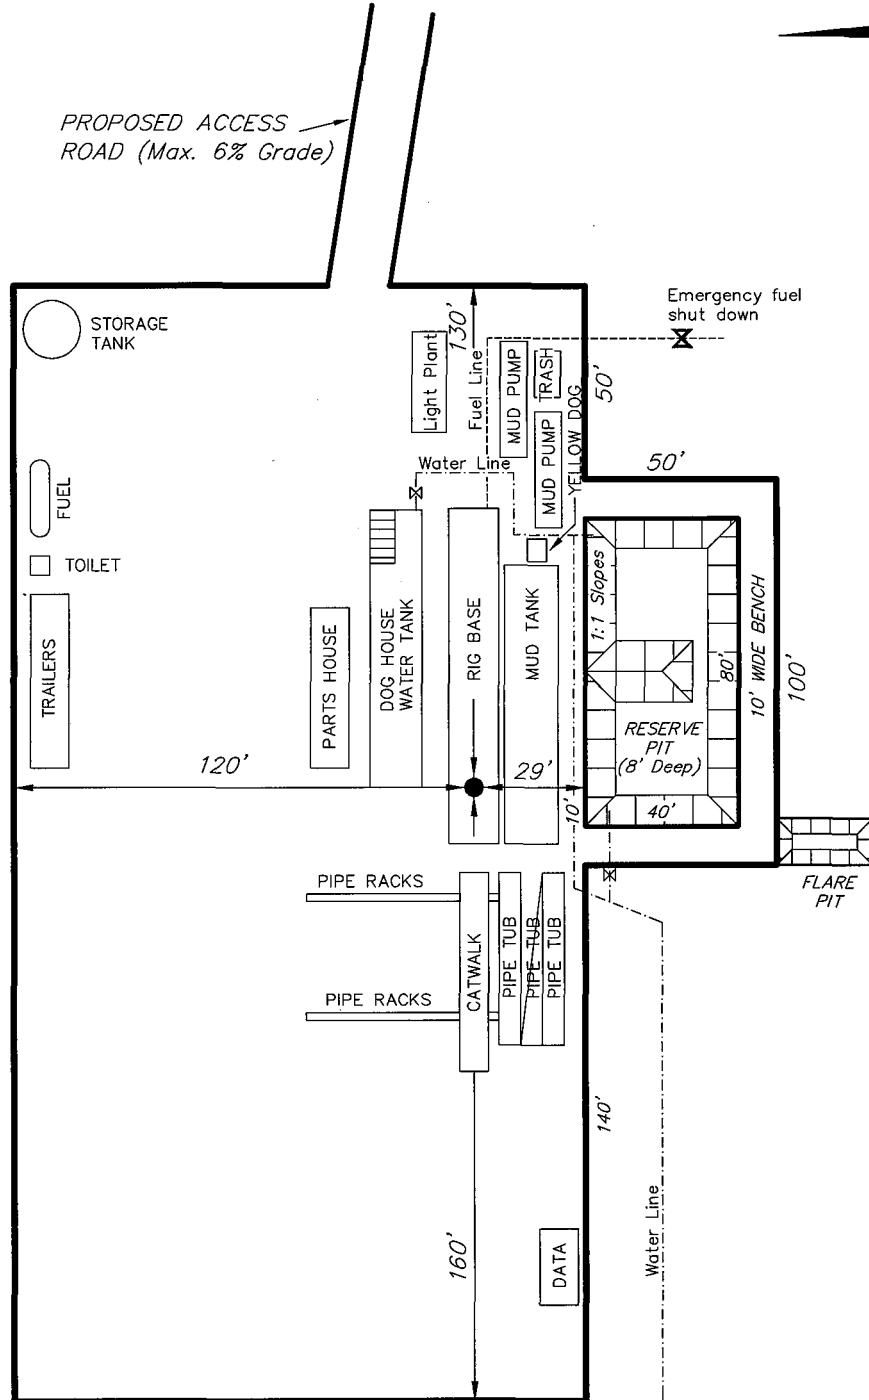 PROPOSED ACCESS
ROAD (Max. 6% Grade)
STORAGE
TANK
Light Plant
130'
Fuel Line
MUD PUMP
TRASH
Emergency fuel
shut down
50'
MUD PUMP
YELLOW DOG
Water Line
50'
FUEL
TOILET
TRAILERS
PARTS HOUSE
DOG HOUSE
WATER TANK
RIG BASE
MUD TANK
1:1 Slopes
80'
10' WIDE BENCH
100'
RESERVE
PIT
(8' Deep)
120'
29'
10'
40'
FLARE
PIT
PIPE RACKS
CATWALK
PIPE TUB
PIPE TUB
PIPE TUB
PIPE RACKS
140'
160'
DATA
Water Line